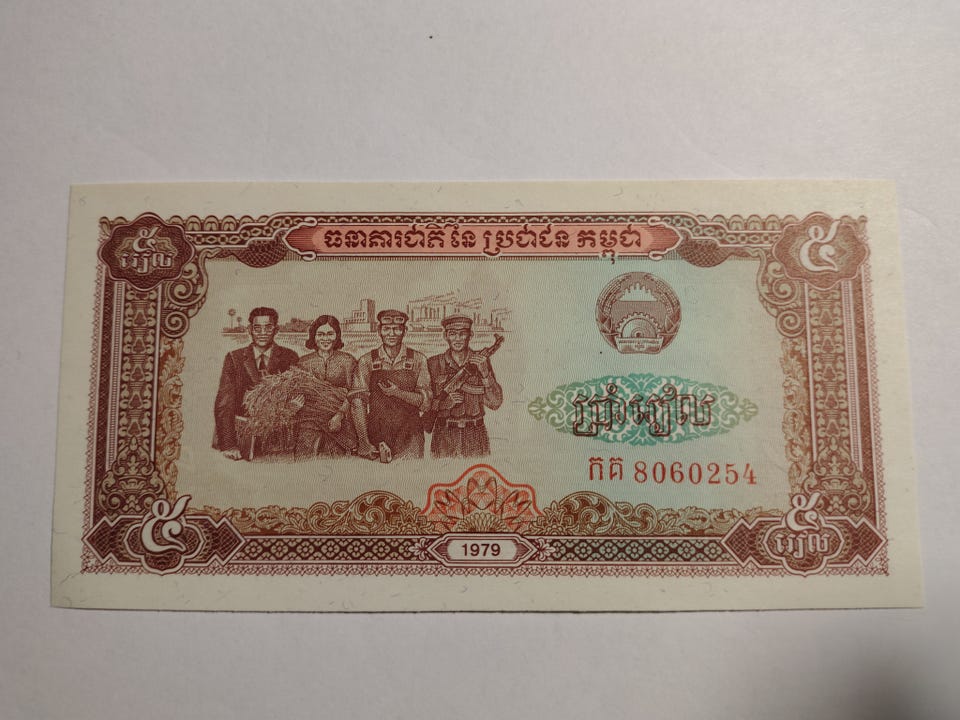 ធនាគារជាតិ នៃ ប្រជាជន កម្ពុជា
៥
រៀល
៥
ប្រាំរៀល
កគ 8060254
៥
1979
៥
រៀល